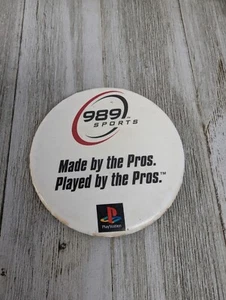 989
SPORTS
Made by the Pros.
Played by the Pros.™
PlayStation